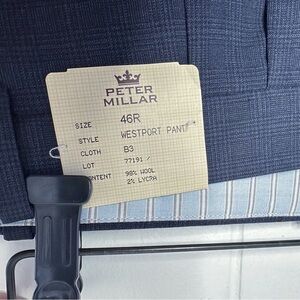 PETER
MILLAR
SIZE 46R
STYLE WESTPORT PANT
CLOTH B3
LOT 77191 /
CONTENT 98% WOOL
2% LYCRA